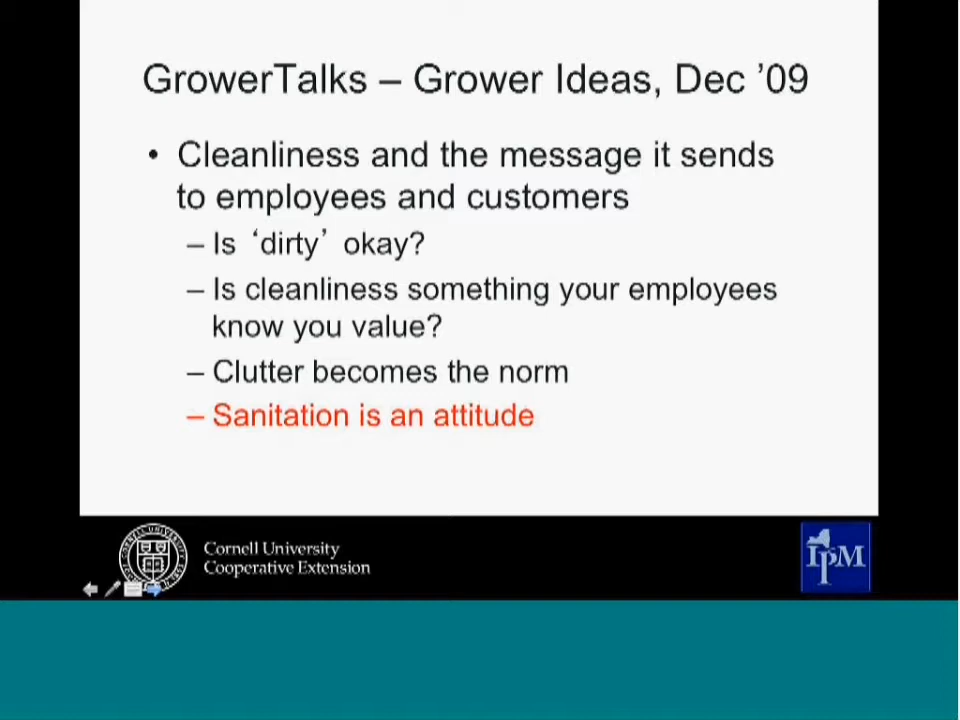 GrowerTalks – Grower Ideas, Dec ’09
• Cleanliness and the message it sends
to employees and customers
– Is ‘dirty’ okay?
– Is cleanliness something your employees
know you value?
– Clutter becomes the norm
– Sanitation is an attitude
Cornell University
Cooperative Extension
IPM